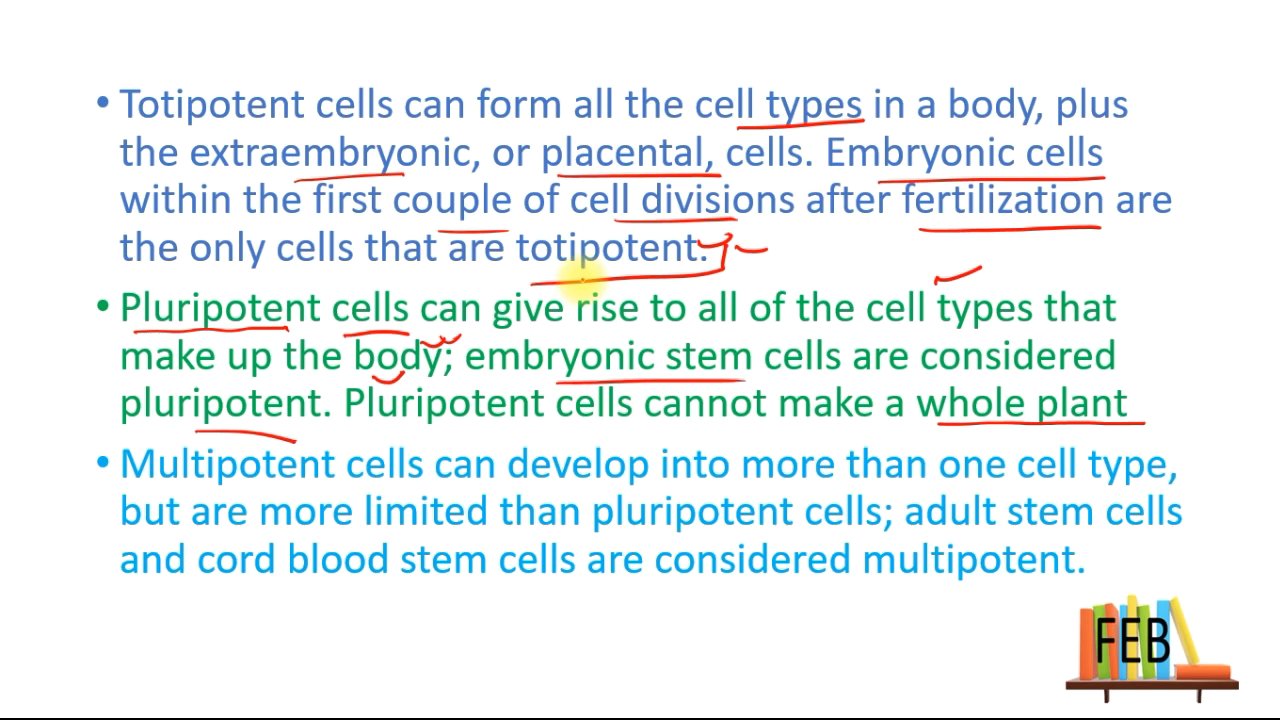 • Totipotent cells can form all the cell types in a body, plus
the extraembryonic, or placental, cells. Embryonic cells
within the first couple of cell divisions after fertilization are
the only cells that are totipotent.
• Pluripotent cells can give rise to all of the cell types that
make up the body; embryonic stem cells are considered
pluripotent. Pluripotent cells cannot make a whole plant
• Multipotent cells can develop into more than one cell type,
but are more limited than pluripotent cells; adult stem cells
and cord blood stem cells are considered multipotent.
FEB